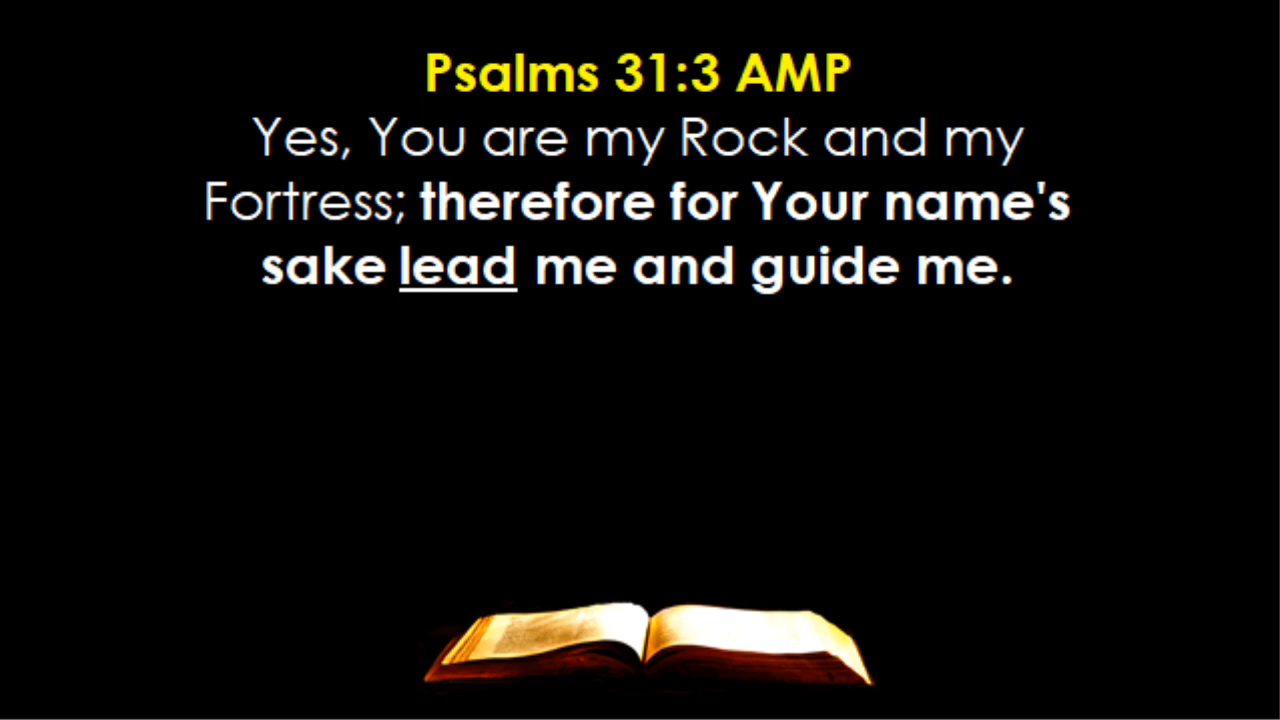 Psalms 31:3 AMP
Yes, You are my Rock and my
Fortress; therefore for Your name's
sake lead me and guide me.